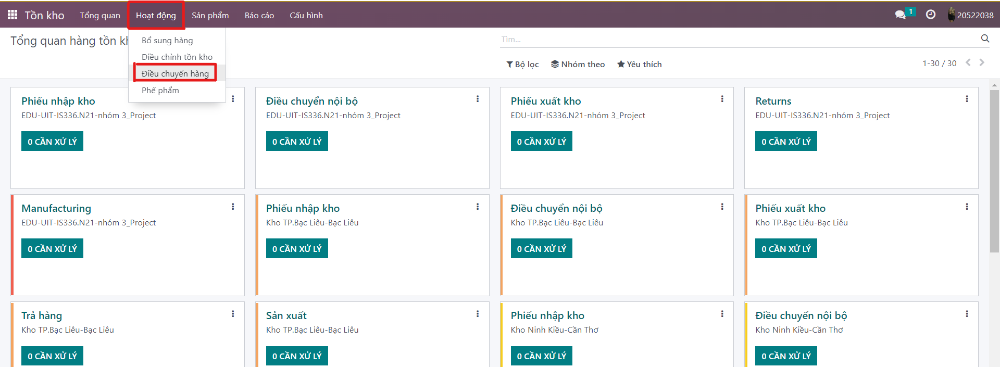 Tồn kho Tổng quan Hoạt động Sản phẩm Báo cáo Cấu hình 1 20522038
Tổng quan hàng tồn kh
Tìm...
Bổ sung hàng
Điều chỉnh tồn kho
Điều chuyển hàng
Phế phẩm
Bộ lọc Nhóm theo Yêu thích 1-30 / 30
Phiếu nhập kho
EDU-UIT-IS336.N21-nhóm 3_Project
0 CẦN XỬ LÝ
Điều chuyển nội bộ
EDU-UIT-IS336.N21-nhóm 3_Project
0 CẦN XỬ LÝ
Phiếu xuất kho
EDU-UIT-IS336.N21-nhóm 3_Project
0 CẦN XỬ LÝ
Returns
EDU-UIT-IS336.N21-nhóm 3_Project
0 CẦN XỬ LÝ
Manufacturing
EDU-UIT-IS336.N21-nhóm 3_Project
0 CẦN XỬ LÝ
Phiếu nhập kho
Kho TP.Bạc Liêu-Bạc Liêu
0 CẦN XỬ LÝ
Điều chuyển nội bộ
Kho TP.Bạc Liêu-Bạc Liêu
0 CẦN XỬ LÝ
Phiếu xuất kho
Kho TP.Bạc Liêu-Bạc Liêu
0 CẦN XỬ LÝ
Trả hàng
Kho TP.Bạc Liêu-Bạc Liêu
0 CẦN XỬ LÝ
Sản xuất
Kho TP.Bạc Liêu-Bạc Liêu
0 CẦN XỬ LÝ
Phiếu nhập kho
Kho Ninh Kiều-Cần Thơ
0 CẦN XỬ LÝ
Điều chuyển nội bộ
Kho Ninh Kiều-Cần Thơ
0 CẦN XỬ LÝ